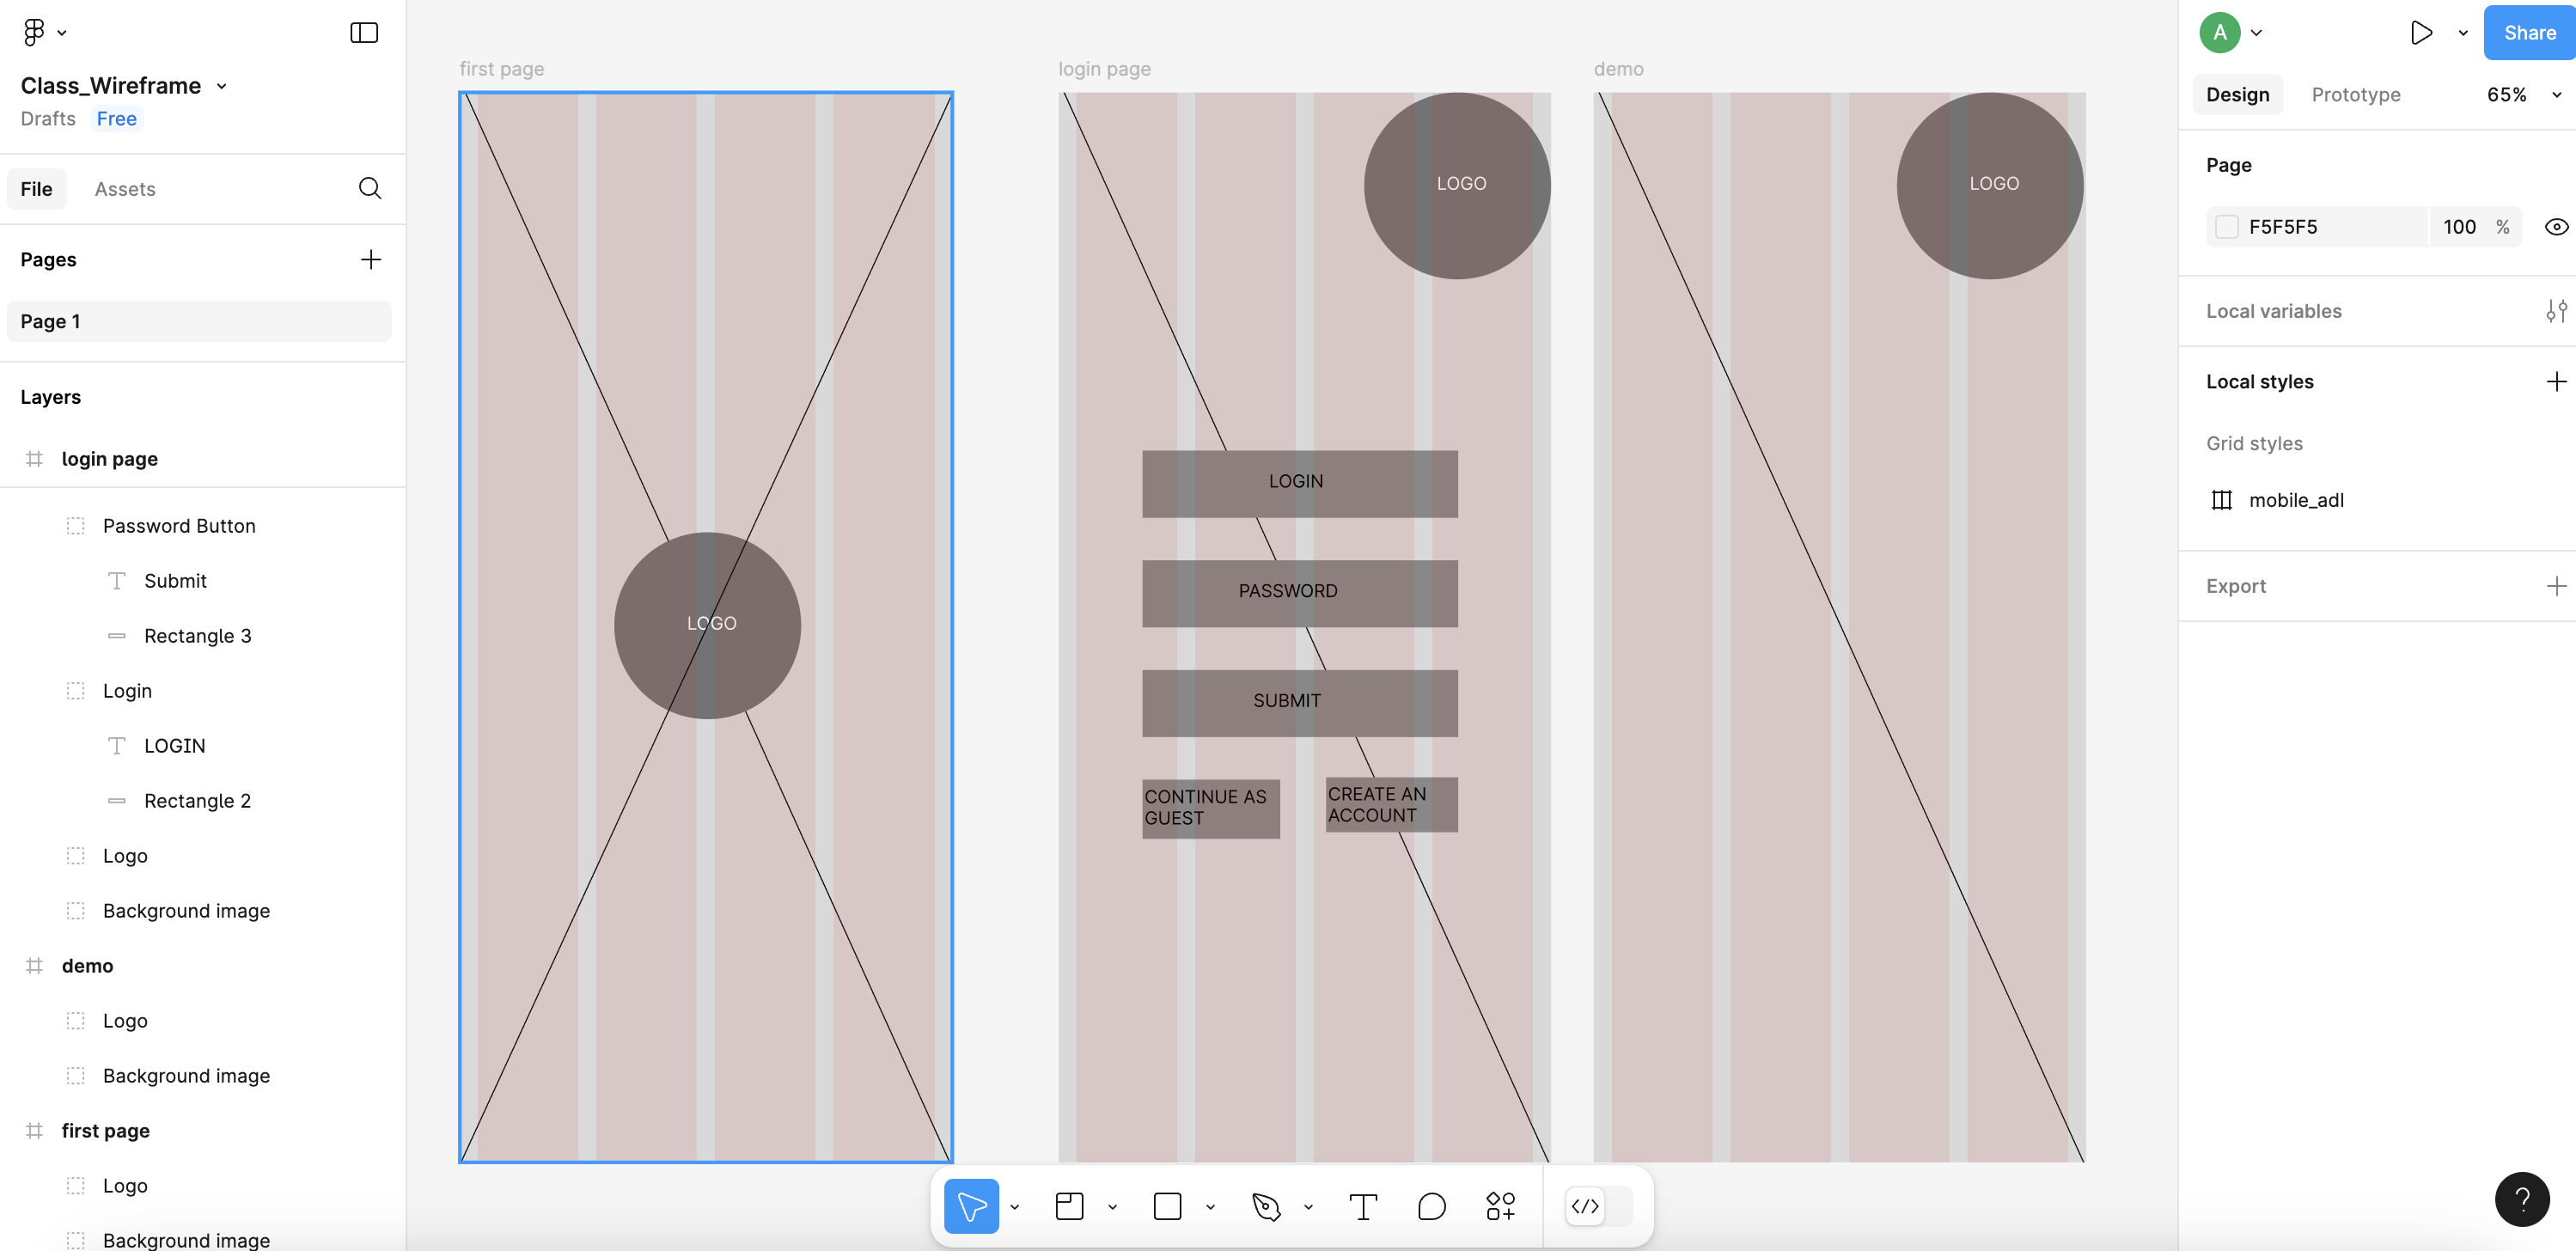 Class_Wireframe
Drafts Free
File Assets
Pages
Page 1
Layers
login page
Password Button
Submit
Rectangle 3
Login
LOGIN
Rectangle 2
Logo
Background image
demo
Logo
Background image
first page
Logo
Background image
first page
LOGO
login page
LOGO
LOGIN
PASSWORD
SUBMIT
CONTINUE AS
GUEST
CREATE AN
ACCOUNT
demo
LOGO
A
Share
Design Prototype 65%
Page
F5F5F5 100 %
Local variables
Local styles
Grid styles
mobile_adl
Export
?